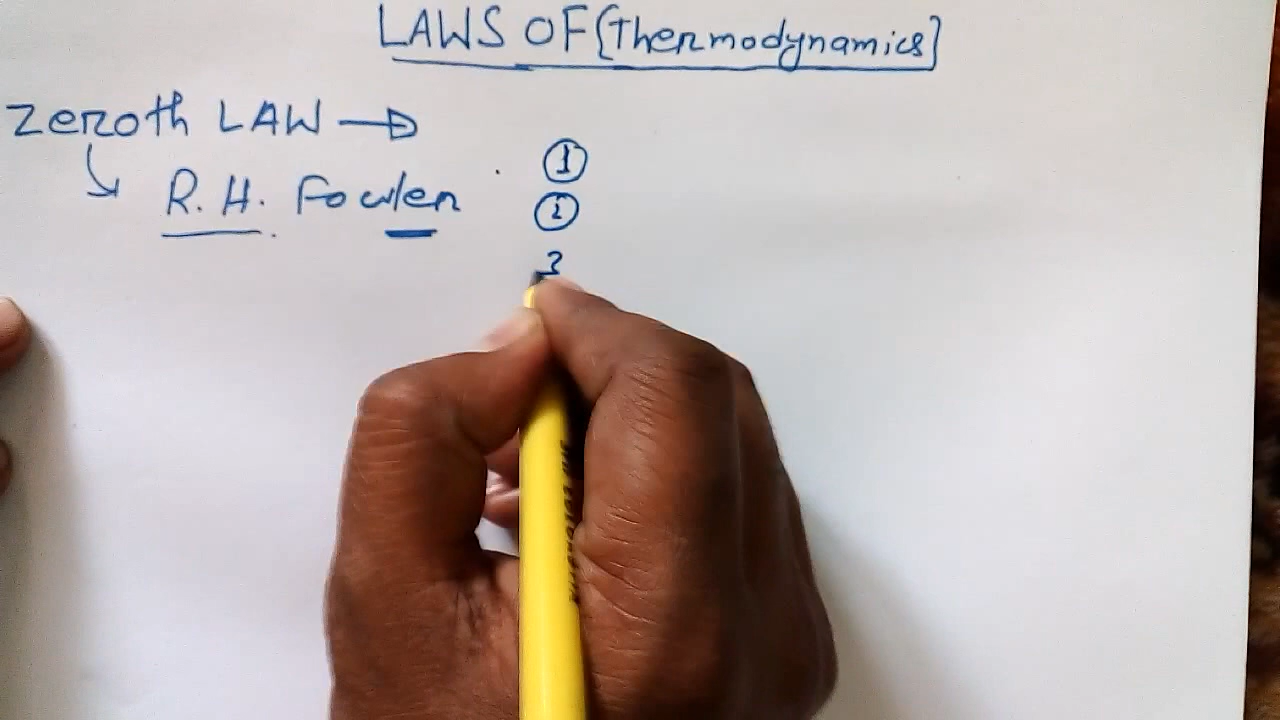 LAWS OF {Thermodynamics}
Zeroth LAW
R. H. Fowler
1
2
3